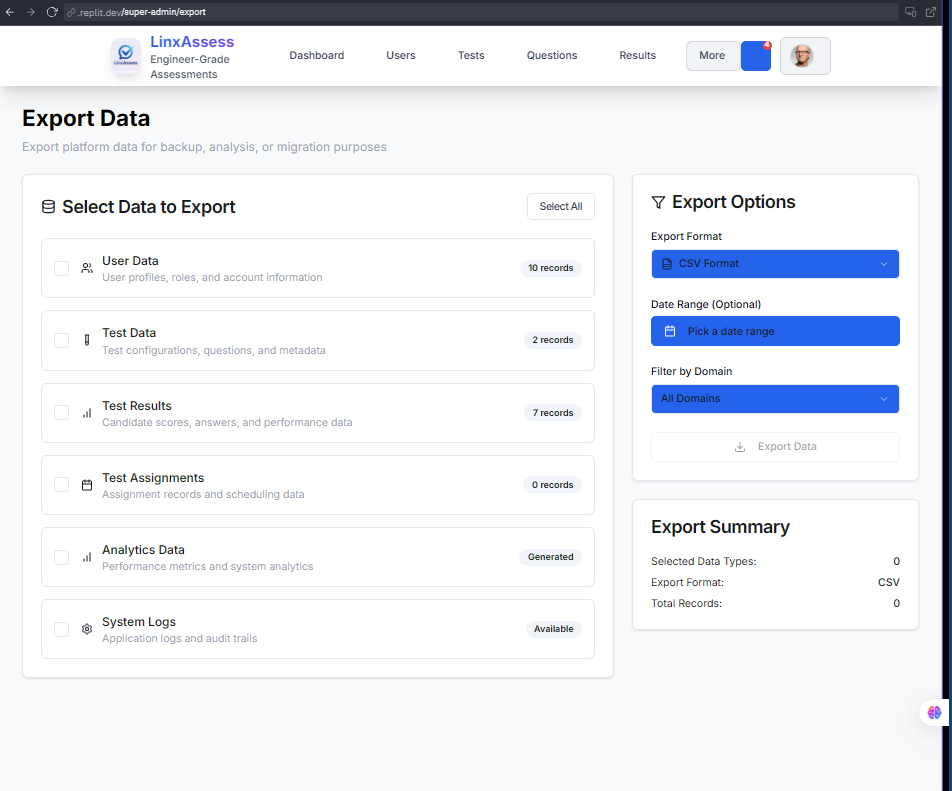 .replit.dev/super-admin/export
LinxAssess
Engineer-Grade
Assessments
LinxAssess
Dashboard
Users
Tests
Questions
Results
More
4
Export Data
Export platform data for backup, analysis, or migration purposes
Select Data to Export
Select All
User Data
User profiles, roles, and account information
10 records
Test Data
Test configurations, questions, and metadata
2 records
Test Results
Candidate scores, answers, and performance data
7 records
Test Assignments
Assignment records and scheduling data
0 records
Analytics Data
Performance metrics and system analytics
Generated
System Logs
Application logs and audit trails
Available
Export Options
Export Format
CSV Format
Date Range (Optional)
Pick a date range
Filter by Domain
All Domains
Export Data
Export Summary
Selected Data Types: 0
Export Format: CSV
Total Records: 0